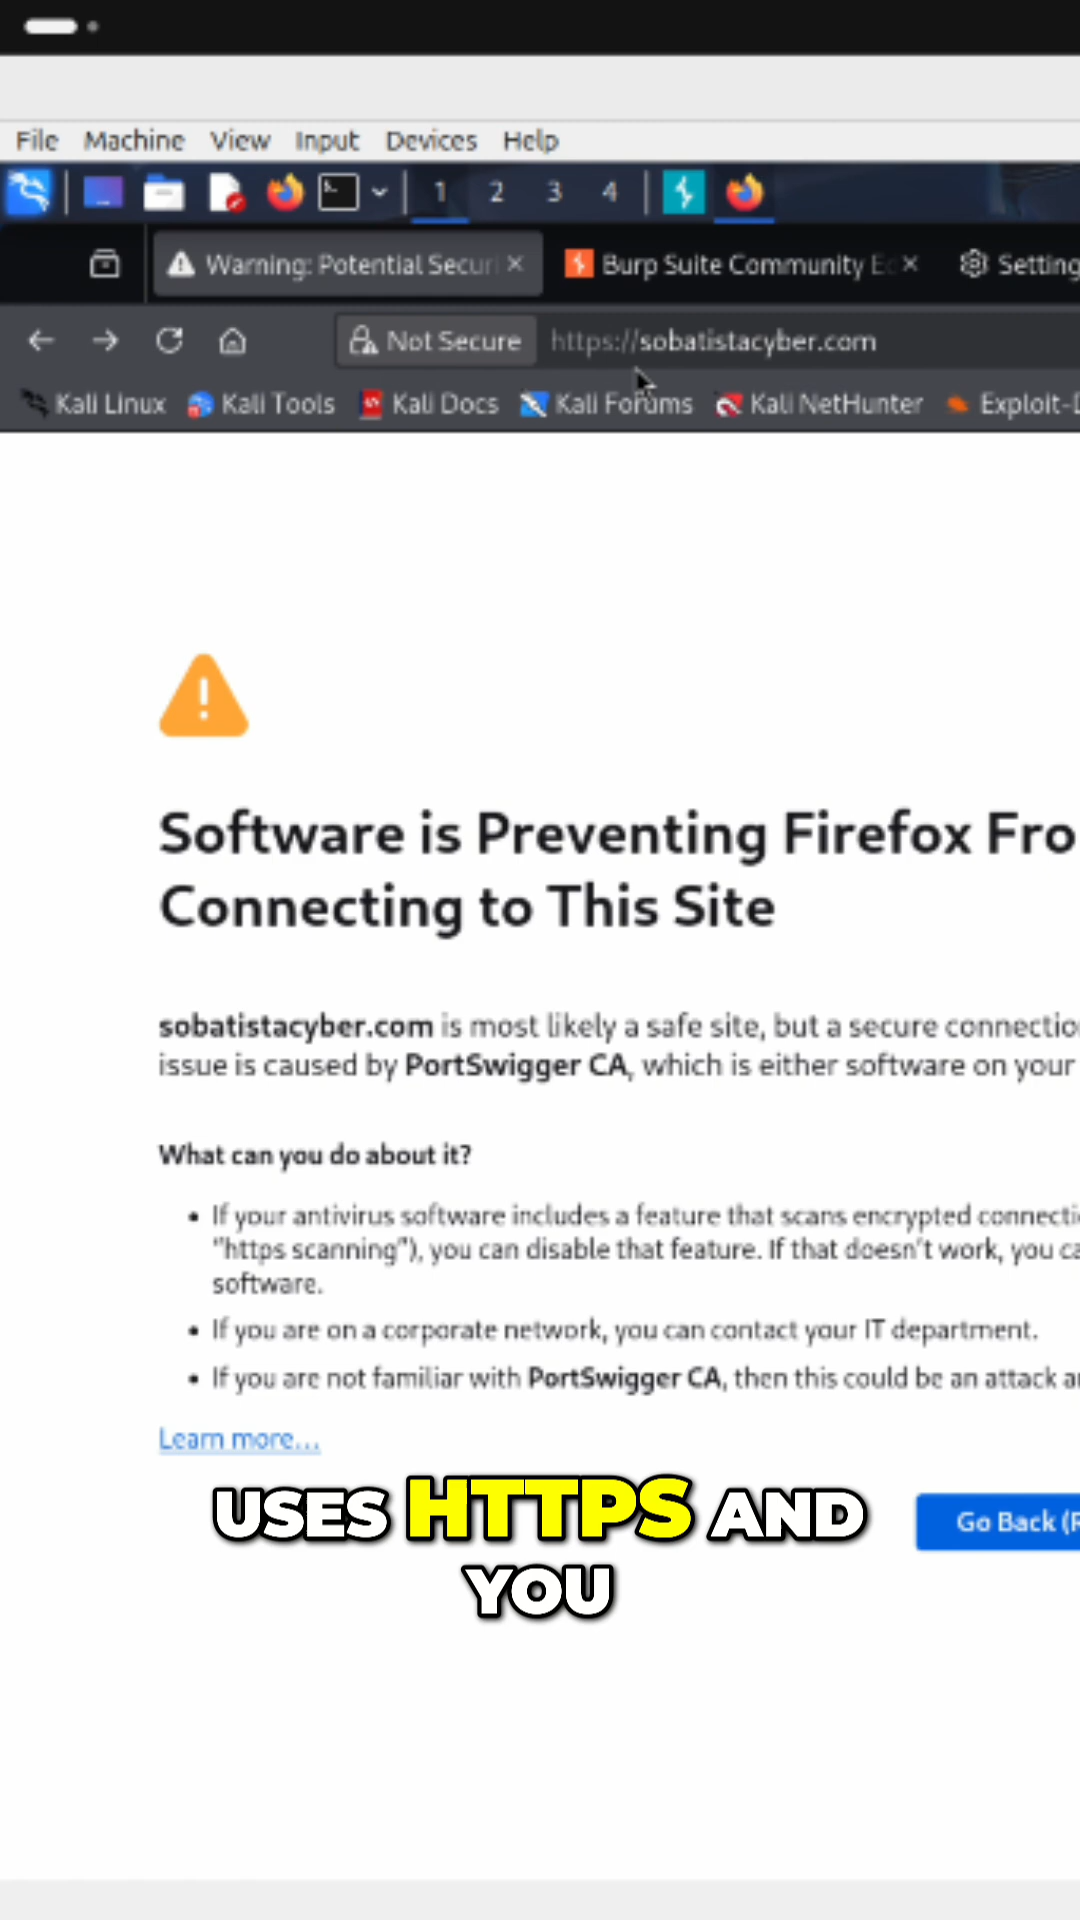 File Machine View Input Devices Help
1 2 3 4
Warning: Potential Securi Burp Suite Community Ed Setting
Not Secure https://sobatistacyber.com
Kali Linux Kali Tools Kali Docs Kali Forums Kali NetHunter Exploit-D
Software is Preventing Firefox Fro
Connecting to This Site
sobatistacyber.com is most likely a safe site, but a secure connectio
issue is caused by PortSwigger CA, which is either software on your
What can you do about it?
• If your antivirus software includes a feature that scans encrypted connecti
"https scanning"), you can disable that feature. If that doesn't work, you ca
software.
• If you are on a corporate network, you can contact your IT department.
• If you are not familiar with PortSwigger CA, then this could be an attack a
Learn more...
USES HTTPS AND
YOU
Go Back (R